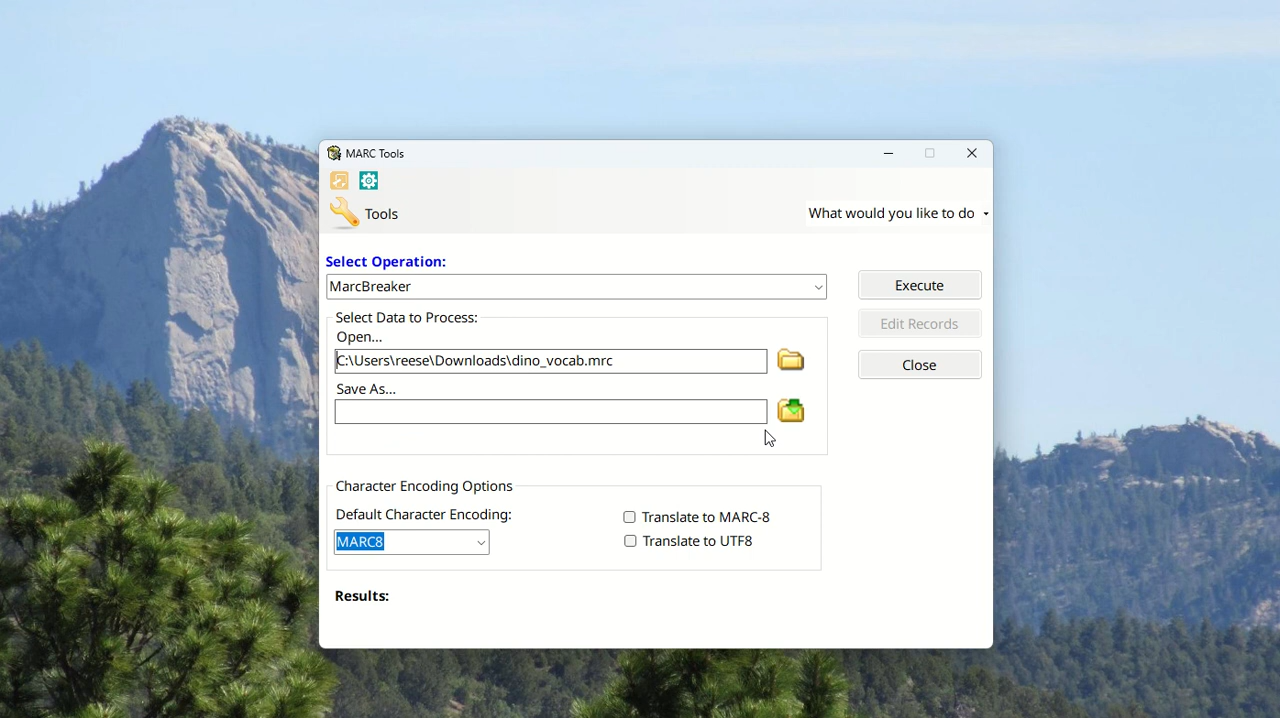 MARC Tools
Tools
What would you like to do
Select Operation:
MarcBreaker
Execute
Select Data to Process:
Edit Records
Open...
C:\Users\reese\Downloads\dino_vocab.mrc
Close
Save As...
Character Encoding Options
Default Character Encoding:
Translate to MARC-8
MARC8
Translate to UTF8
Results: